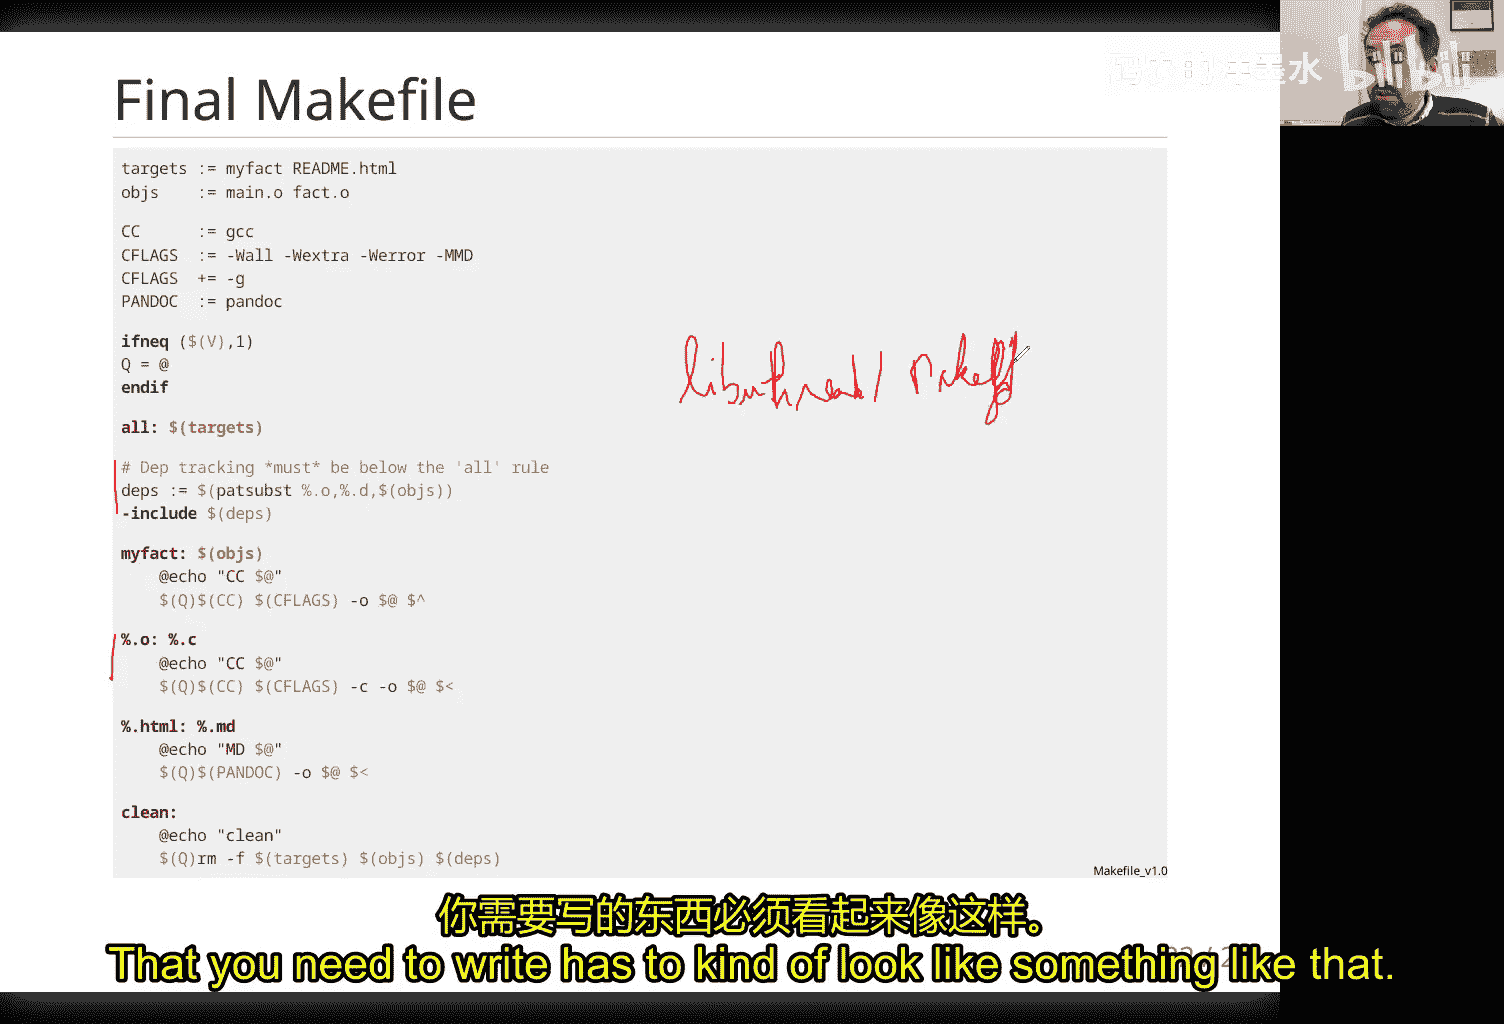 Final Makefile
targets := myfact README.html
objs    := main.o fact.o
CC      := gcc
CFLAGS  := -Wall -Wextra -Werror -MMD
CFLAGS  += -g
PANDOC  := pandoc
ifneq ($(V),1)
Q = @
endif
all: $(targets)
# Dep tracking *must* be below the 'all' rule
deps := $(patsubst %.o,%.d,$(objs))
-include $(deps)
myfact: $(objs)
    @echo "CC $@"
    $(Q)$(CC) $(CFLAGS) -o $@ $^
%.o: %.c
    @echo "CC $@"
    $(Q)$(CC) $(CFLAGS) -c -o $@ $<
%.html: %.md
    @echo "MD $@"
    $(Q)$(PANDOC) -o $@ $<
clean:
    @echo "clean"
    $(Q)rm -f $(targets) $(objs) $(deps)
Makefile_v1.0
bilibili
你需要写的东西必须看起来像这样。
That you need to write has to kind of look like something like that.